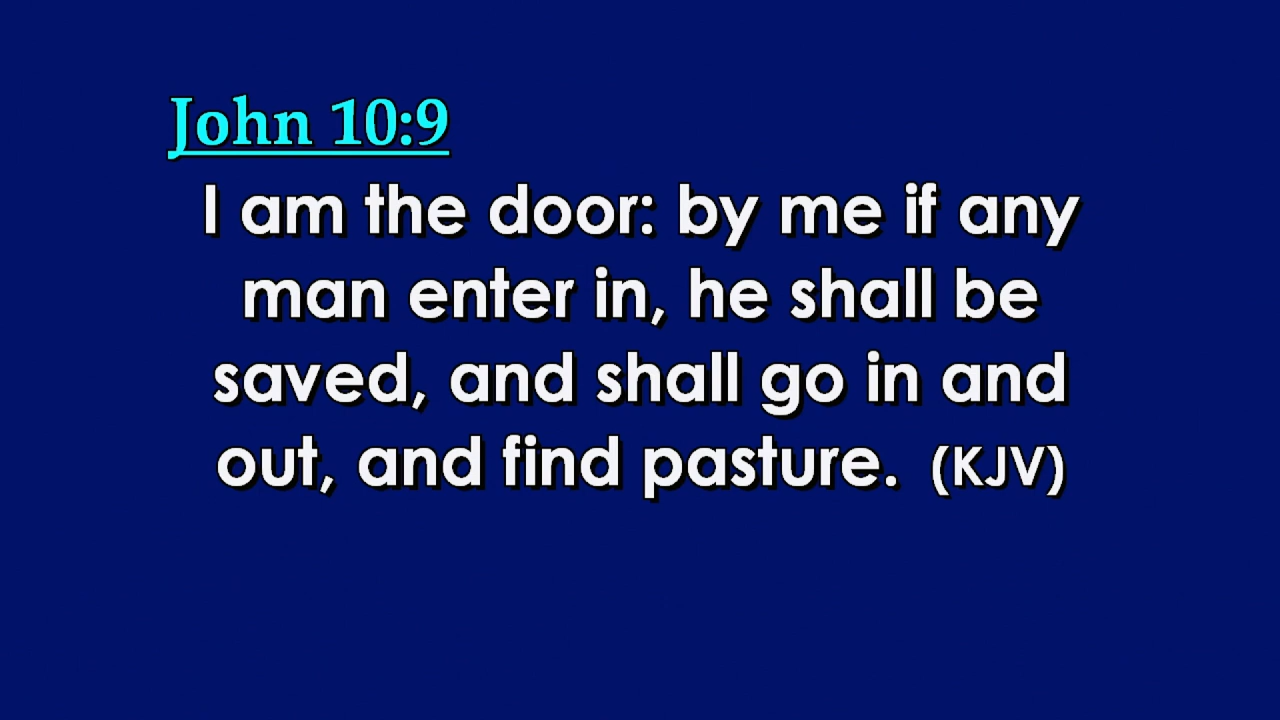 John 10:9
I am the door: by me if any
man enter in, he shall be
saved, and shall go in and
out, and find pasture. (KJV)